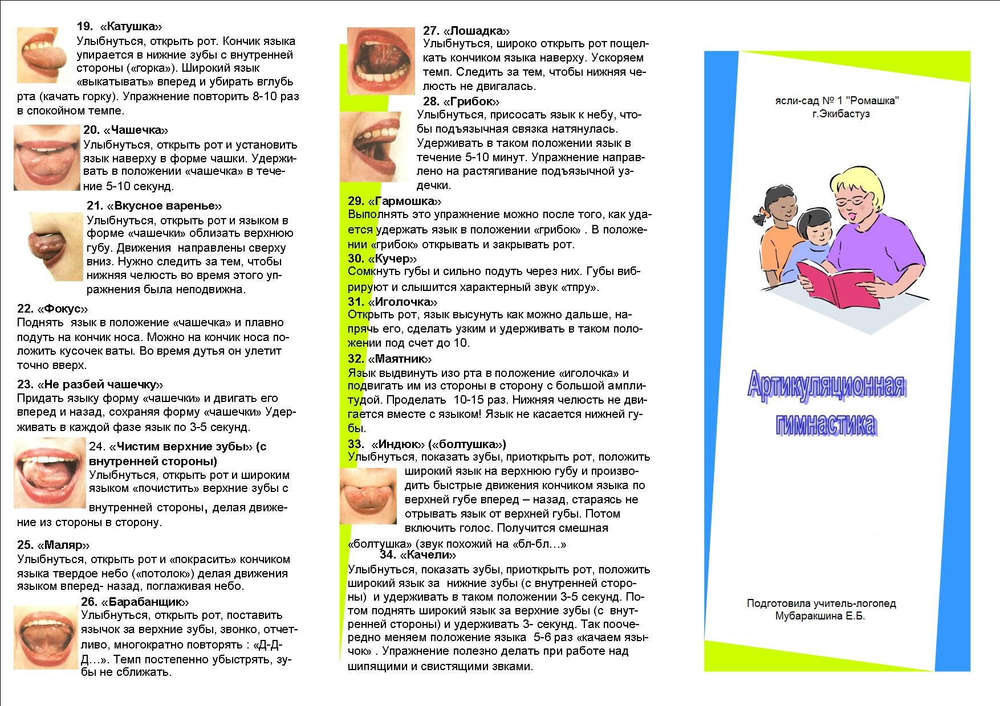 19.  «Катушка»
Улыбнуться, открыть рот. Кончик языка
упирается в нижние зубы с внутренней
стороны («горка»). Широкий язык
«выкатывать» вперед и убирать вглубь
рта (качать горку). Упражнение повторить 8-10 раз
в спокойном темпе.
20. «Чашечка»
Улыбнуться, открыть рот и установить
язык наверху в форме чашки. Удержи-
вать в положении «чашечка» в тече-
ние 5-10 секунд.
21. «Вкусное варенье»
Улыбнуться, открыть рот и языком в
форме «чашечки» облизать верхнюю
губу. Движения  направлены сверху
вниз. Нужно следить за тем, чтобы
нижняя челюсть во время этого уп-
ражнения была неподвижна.
22. «Фокус»
Поднять  язык в положение «чашечка» и плавно
подуть на кончик носа. Можно на кончик носа по-
ложить кусочек ваты. Во время дутья он улетит
точно вверх.
23. «Не разбей чашечку»
Придать языку форму «чашечки» и двигать его
вперед и назад, сохраняя форму «чашечки» Удер-
живать в каждой фазе язык по 3-5 секунд.
24. «Чистим верхние зубы» (с
внутренней стороны)
Улыбнуться, открыть рот и широким
языком «почистить» верхние зубы с
внутренней стороны, делая движе-
ние из стороны в сторону.
25. «Маляр»
Улыбнуться, открыть рот и «покрасить» кончиком
языка твердое небо («потолок») делая движения
языком вперед- назад, поглаживая небо.
26. «Барабанщик»
Улыбнуться, открыть рот, поставить
язычок за верхние зубы, звонко, отчет-
ливо, многократно повторять : «Д-Д-
Д…». Темп постепенно убыстрять, зу-
бы не сближать.
27. «Лошадка»
Улыбнуться, широко открыть рот пощел-
кать кончиком языка наверху. Ускоряем
темп. Следить за тем, чтобы нижняя че-
люсть не двигалась.
28. «Грибок»
Улыбнуться, присосать язык к небу, что-
бы подъязычная связка натянулась.
Удерживать в таком положении язык в
течение 5-10 минут. Упражнение направ-
лено на растягивание подъязычной уз-
дечки.
29. «Гармошка»
Выполнять это упражнение можно после того, как уда-
ется удержать язык в положении «грибок» . В положе-
нии «грибок» открывать и закрывать рот.
30. «Кучер»
Сомкнуть губы и сильно подуть через них. Губы виб-
рируют и слышится характерный звук «тпру».
31. «Иголочка»
Открыть рот, язык высунуть как можно дальше, на-
прячь его, сделать узким и удерживать в таком поло-
жении под счет до 10.
32. «Маятник»
Язык выдвинуть изо рта в положение «иголочка» и
подвигать им из стороны в сторону с большой ампли-
тудой. Проделать  10-15 раз. Нижняя челюсть не дви-
гается вместе с языком! Язык не касается нижней гу-
бы.
33.  «Индюк» («болтушка»)
Улыбнуться, показать зубы, приоткрыть рот, положить
широкий язык на верхнюю губу и произво-
дить быстрые движения кончиком языка по
верхней губе вперед – назад, стараясь не
отрывать язык от верхней губы. Потом
включить голос. Получится смешная
«болтушка» (звук похожий на «бл-бл…»
34. «Качели»
Улыбнуться, показать зубы, приоткрыть рот, положить
широкий язык за  нижние зубы (с внутренней сторо-
ны)  и удерживать в таком положении 3-5 секунд. По-
том поднять широкий язык за верхние зубы (с  внут-
ренней стороны) и удерживать 3- секунд. Так пооче-
редно меняем положение языка  5-6 раз «качаем язы-
чок» . Упражнение полезно делать при работе над
шипящими и свистящими звками.
ясли-сад № 1 "Ромашка"
г.Экибастуз
Артикуляционная
гимнастика
Подготовила учитель-логопед
Мубаракшина Е.Б.